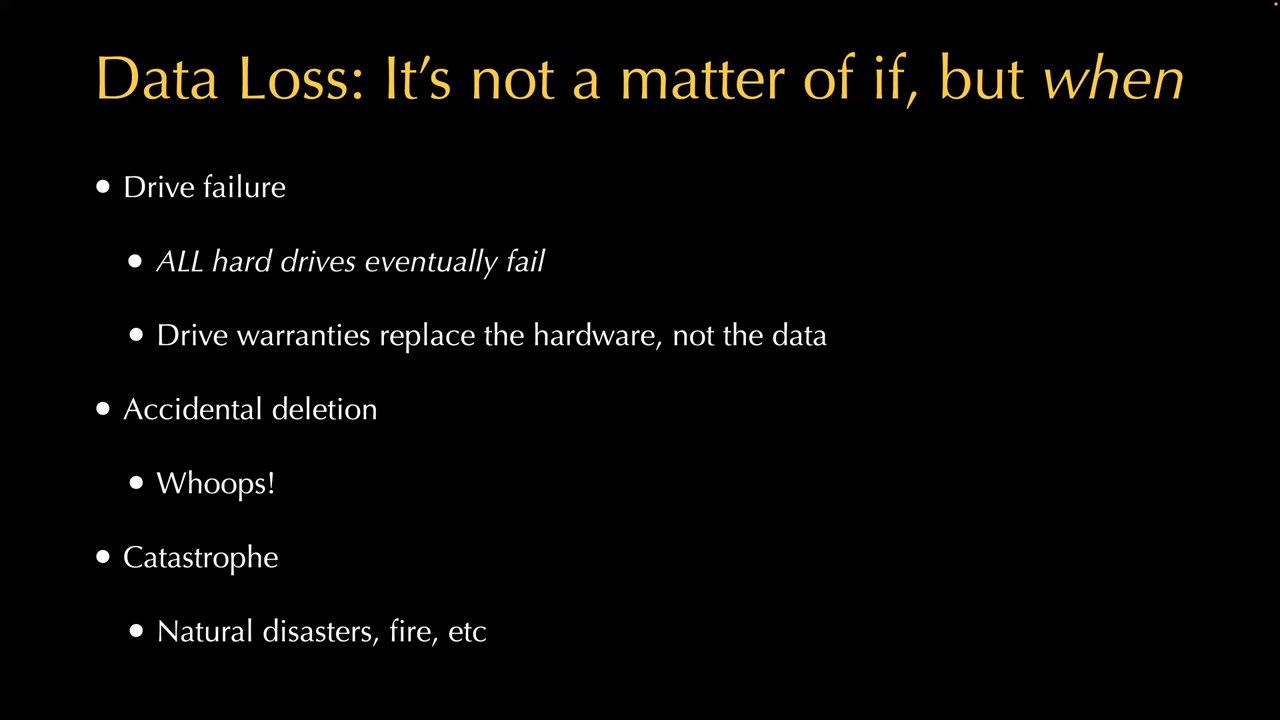 Data Loss: It’s not a matter of if, but when
• Drive failure
• ALL hard drives eventually fail
• Drive warranties replace the hardware, not the data
• Accidental deletion
• Whoops!
• Catastrophe
• Natural disasters, fire, etc